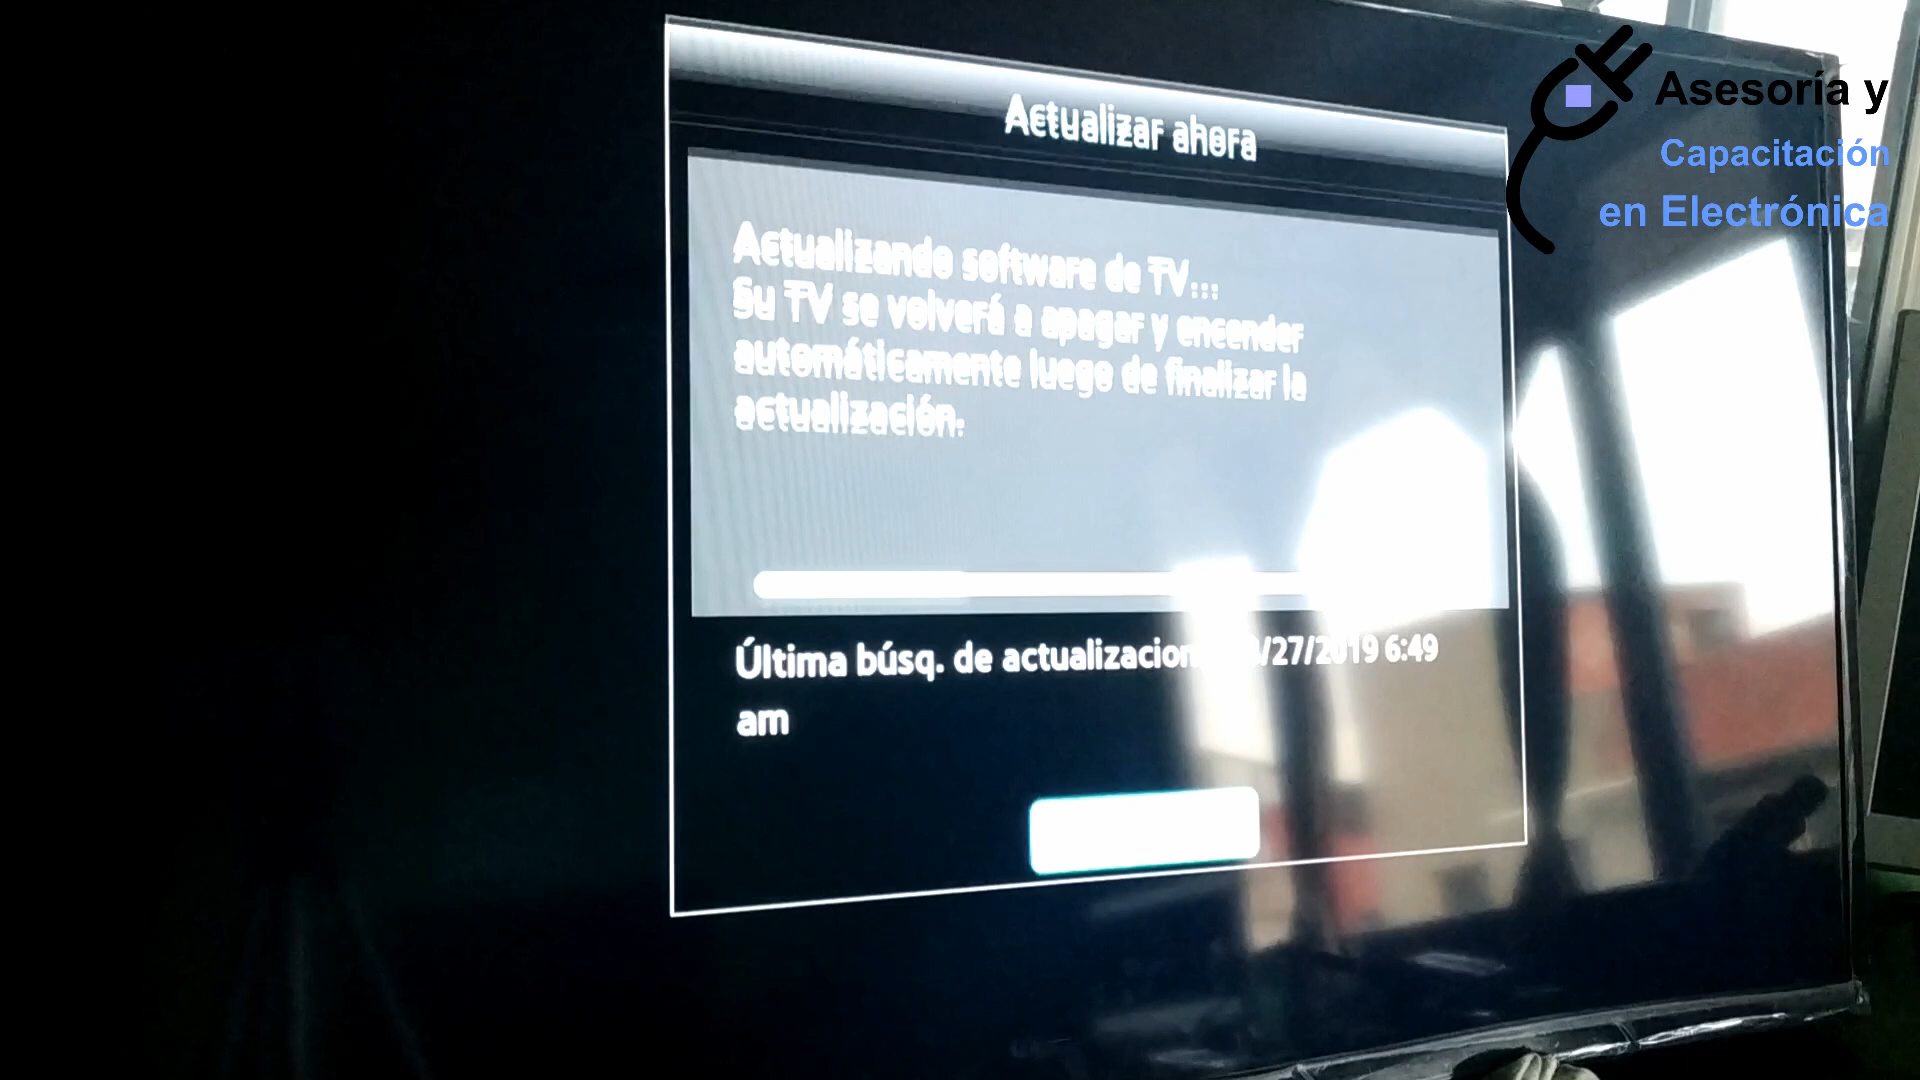 Asesoría y
Capacitación
en Electrónica
Actualizar ahora
Actualizando software de TV...
Su TV se volverá a apagar y encender
automáticamente luego de finalizar la
actualización.
Última búsq. de actualizacion /27/2019 6:49
am